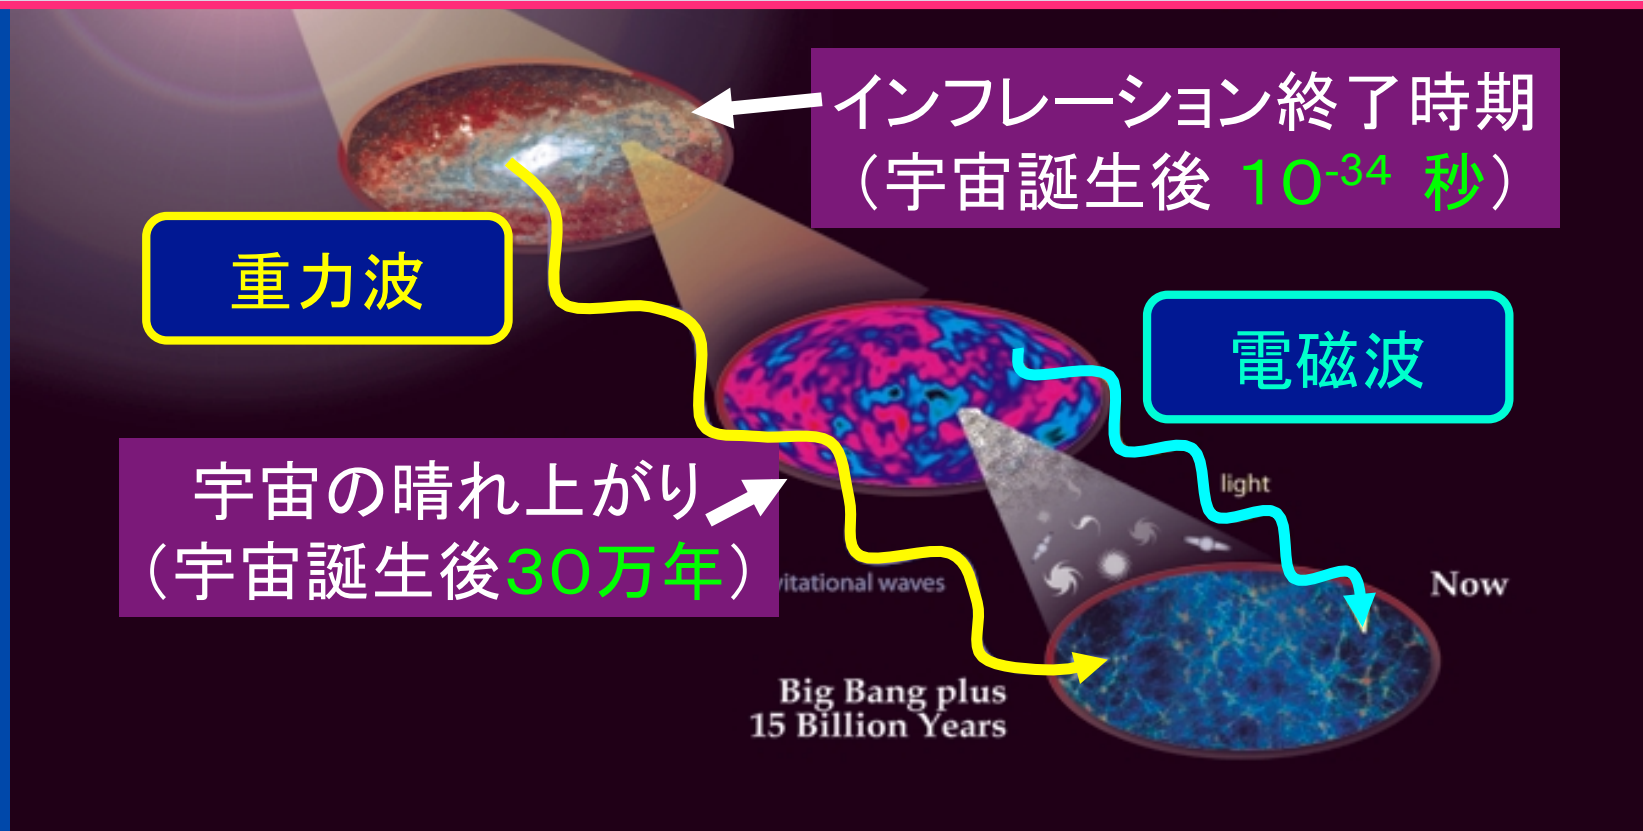 インフレーション終了時期
（宇宙誕生後 １０-34 秒）
重力波
電磁波
light
宇宙の晴れ上がり
（宇宙誕生後３０万年）
waves
Now
Big Bang plus
15 Billion Years